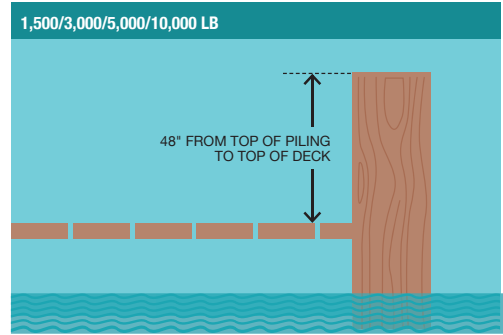 1,500/3,000/5,000/10,000 LB
48" FROM TOP OF PILING
TO TOP OF DECK